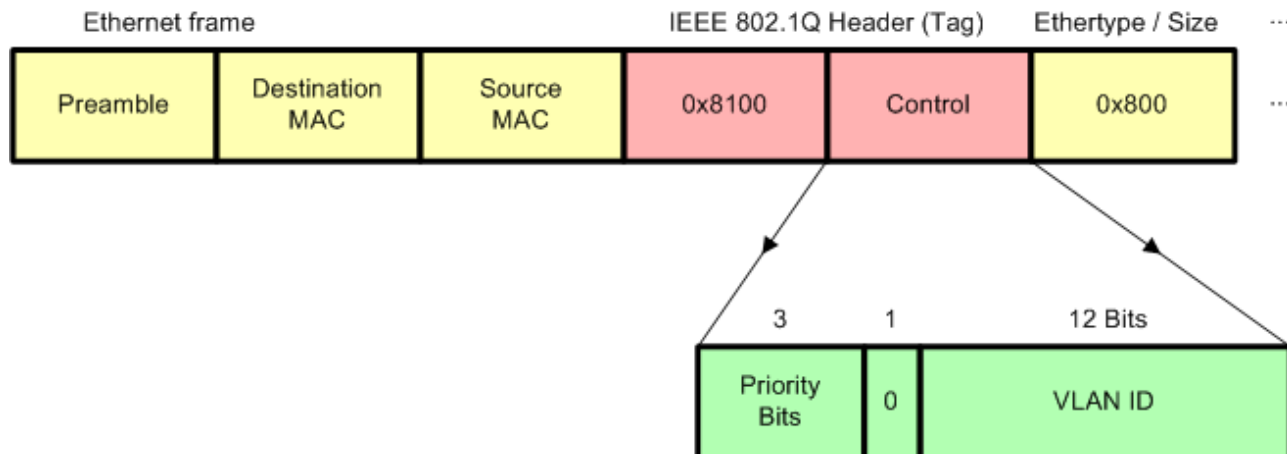 Ethernet frame
IEEE 802.1Q Header (Tag)
Ethertype / Size
...
Preamble
Destination
MAC
Source
MAC
0x8100
Control
0x800
...
3
1
12 Bits
Priority
Bits
0
VLAN ID